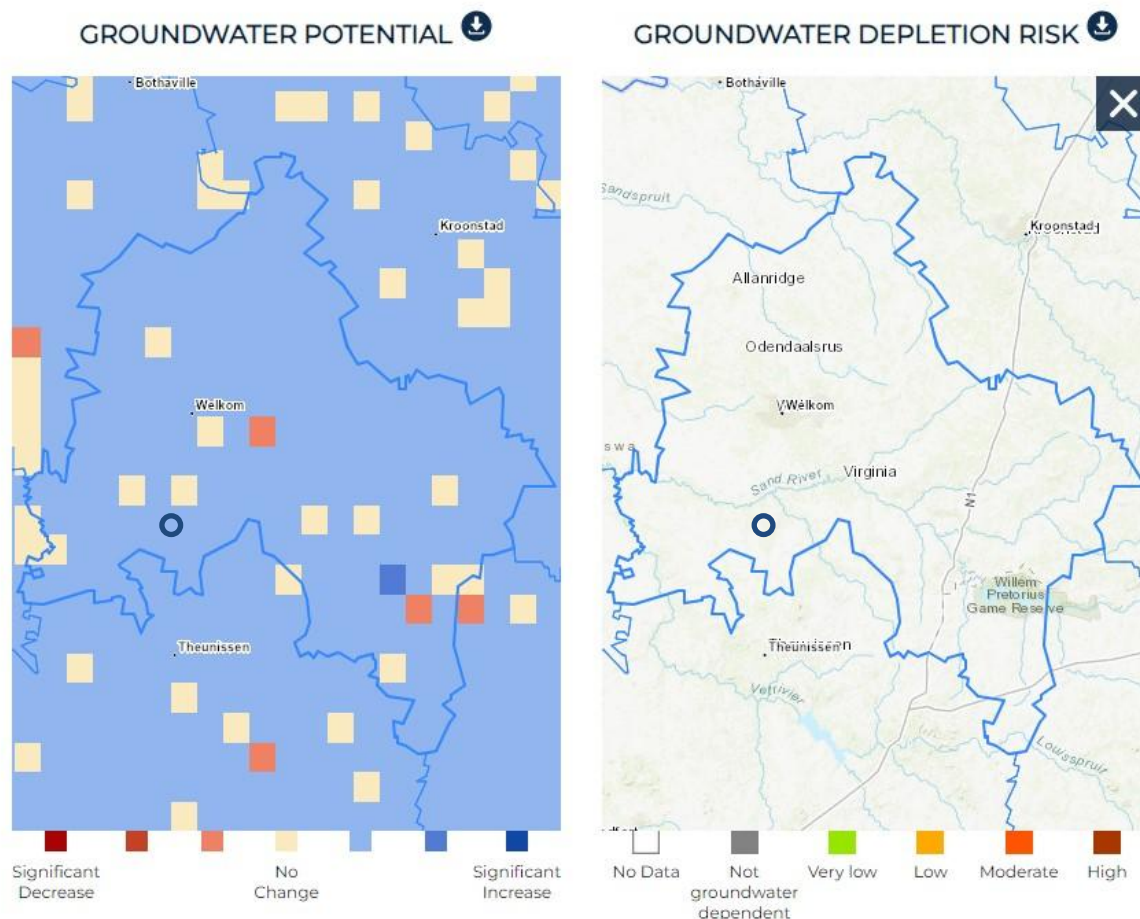 GROUNDWATER POTENTIAL
Bothaville
Kroonstad
Welkom
Theunissen
Significant
Decrease
No
Change
Significant
Increase
GROUNDWATER DEPLETION RISK
Bothaville
Sandspruit
Kroonstad
Allanridge
Odendaalsrus
Welkom
Virginia
Sand River
N1
Willem
Pretorius
Game Reserve
Theunissen
Vetrivier
Louwspruit
No Data
Not
groundwater
dependent
Very low
Low
Moderate
High